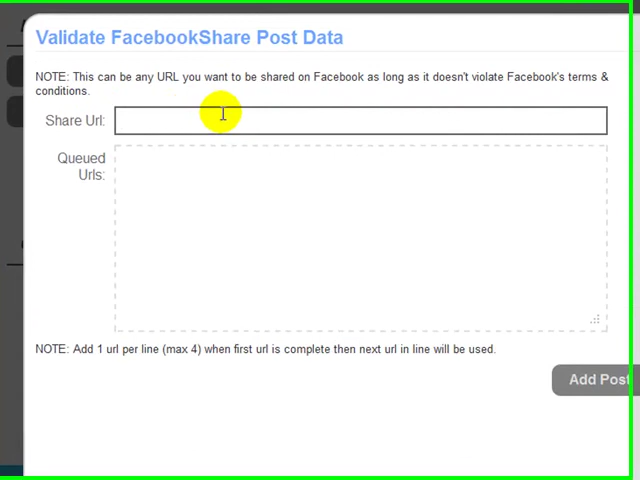 Validate FacebookShare Post Data
NOTE: This can be any URL you want to be shared on Facebook as long as it doesn't violate Facebook's terms &
conditions.
Share Url:
Queued
Urls:
NOTE: Add 1 url per line (max 4) when first url is complete then next url in line will be used.
Add Post